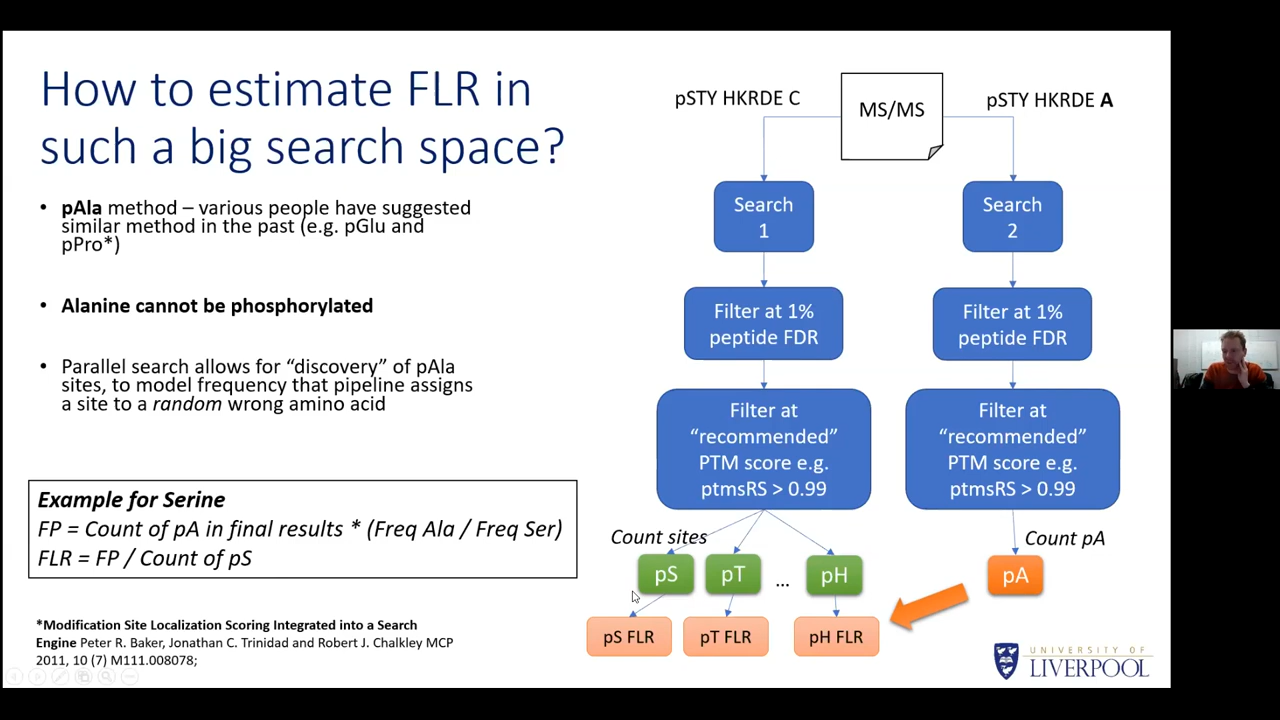 How to estimate FLR in
such a big search space?
• pAla method – various people have suggested
similar method in the past (e.g. pGlu and
pPro*)
• Alanine cannot be phosphorylated
• Parallel search allows for “discovery” of pAla
sites, to model frequency that pipeline assigns
a site to a random wrong amino acid
Example for Serine
FP = Count of pA in final results * (Freq Ala / Freq Ser)
FLR = FP / Count of pS
*Modification Site Localization Scoring Integrated into a Search
Engine Peter R. Baker, Jonathan C. Trinidad and Robert J. Chalkley MCP
2011, 10 (7) M111.008078;
pSTY HKRDE C
MS/MS
pSTY HKRDE A
Search
1
Search
2
Filter at 1%
peptide FDR
Filter at 1%
peptide FDR
Filter at
“recommended”
PTM score e.g.
ptmsRS > 0.99
Filter at
“recommended”
PTM score e.g.
ptmsRS > 0.99
Count sites
Count pA
pS
pT
...
pH
pA
pS FLR
pT FLR
pH FLR
UNIVERSITY OF
LIVERPOOL